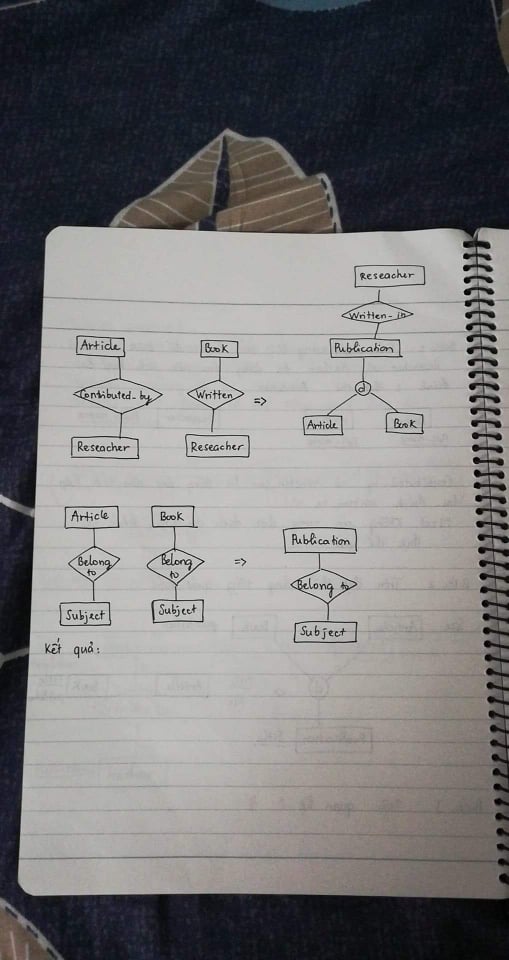 Reseacher
Written-in
Article
Book
Publication
Contributed-by
Written
=>
d
Reseacher
Reseacher
Article
Book
Article
Book
Publication
Belong to
Belong to
=>
Belong to
Subject
Subject
Subject
Kết quả: